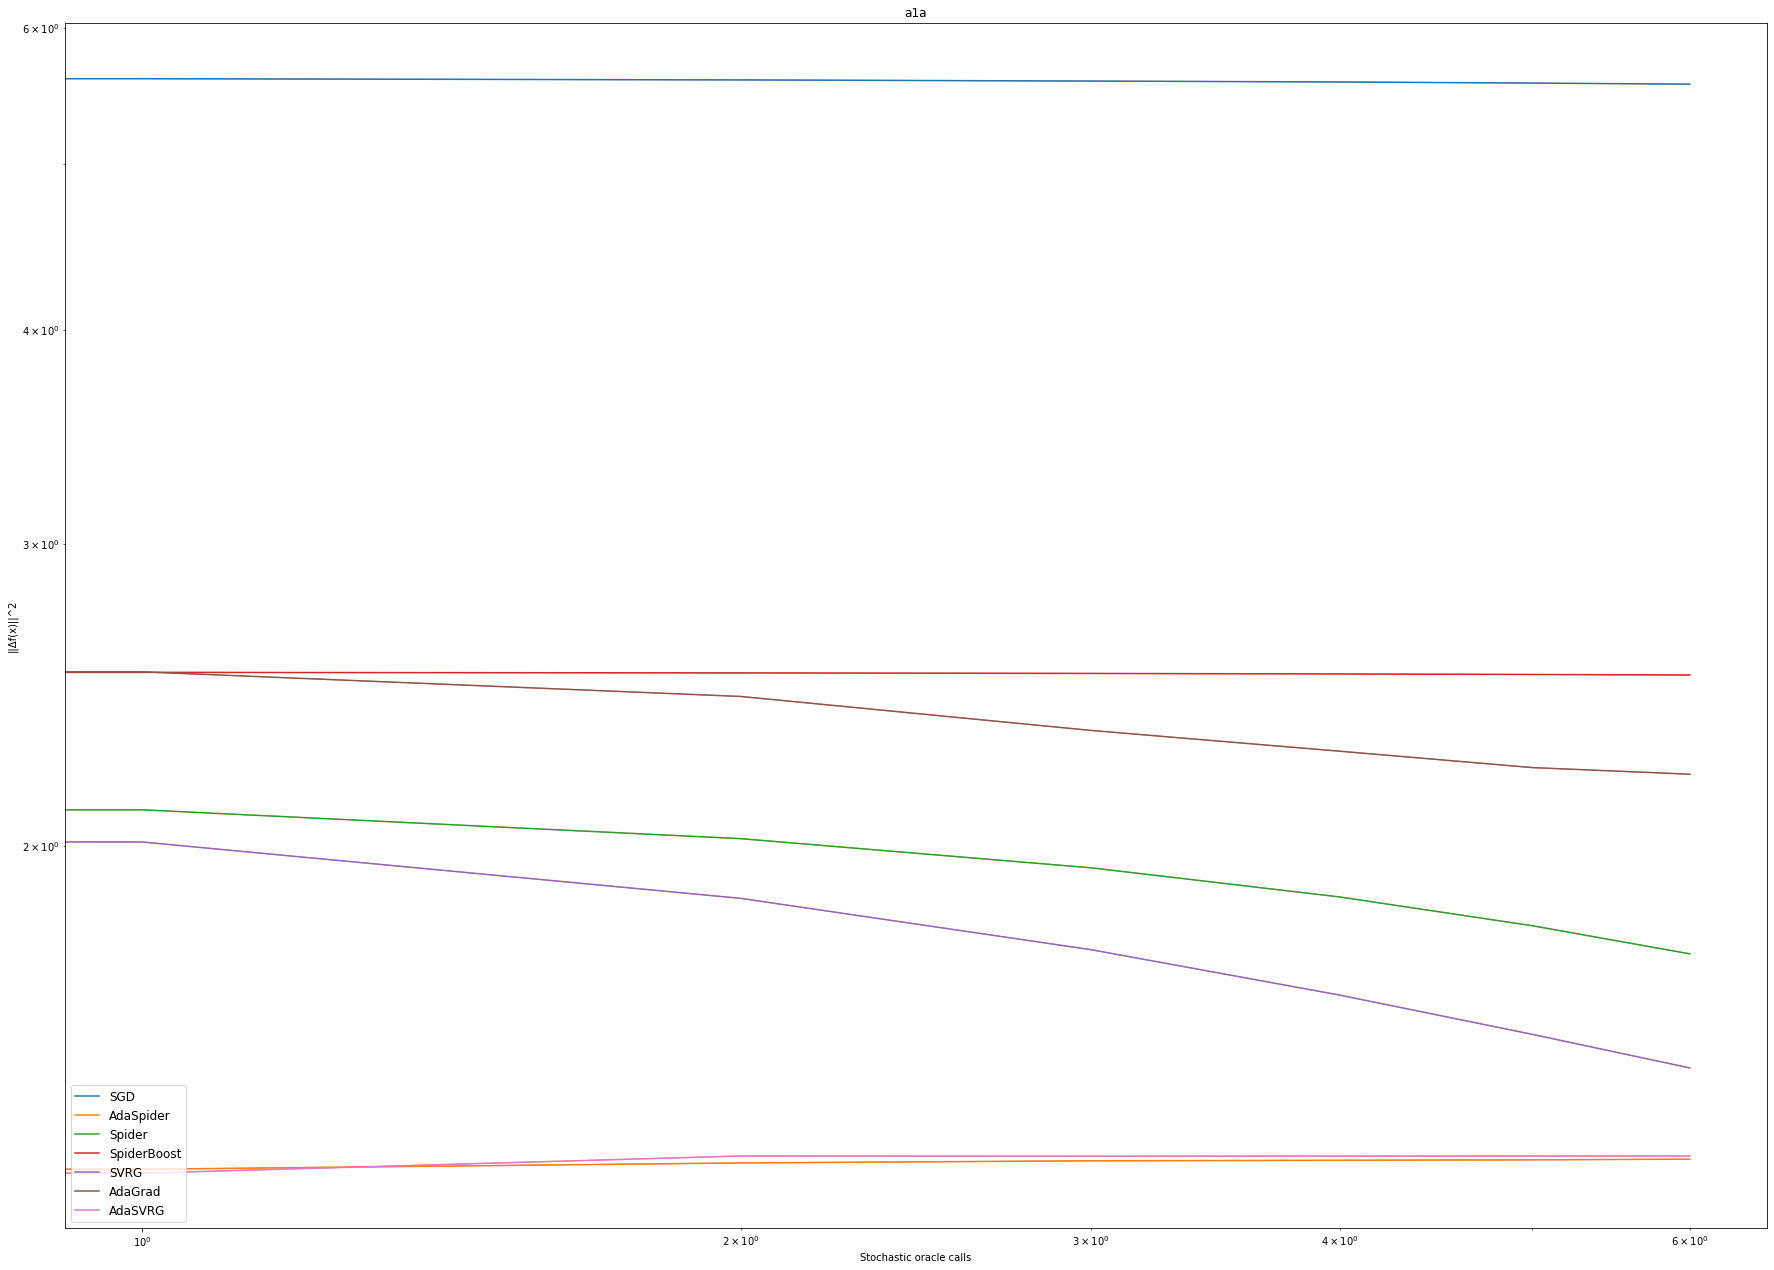 a1a
6 × 10⁰
4 × 10⁰
3 × 10⁰
2 × 10⁰
||Δf(x)||^2
SGD
AdaSpider
Spider
SpiderBoost
SVRG
AdaGrad
AdaSVRG
10⁰
2 × 10⁰
3 × 10⁰
4 × 10⁰
6 × 10⁰
Stochastic oracle calls